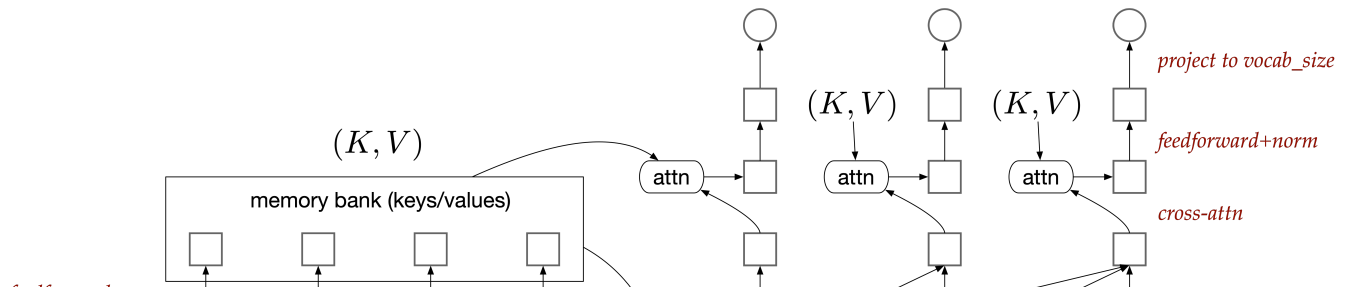 project to vocab_size
(K, V) (K, V)
(K, V)
feedforward+norm
attn attn attn
memory bank (keys/values)
cross-attn